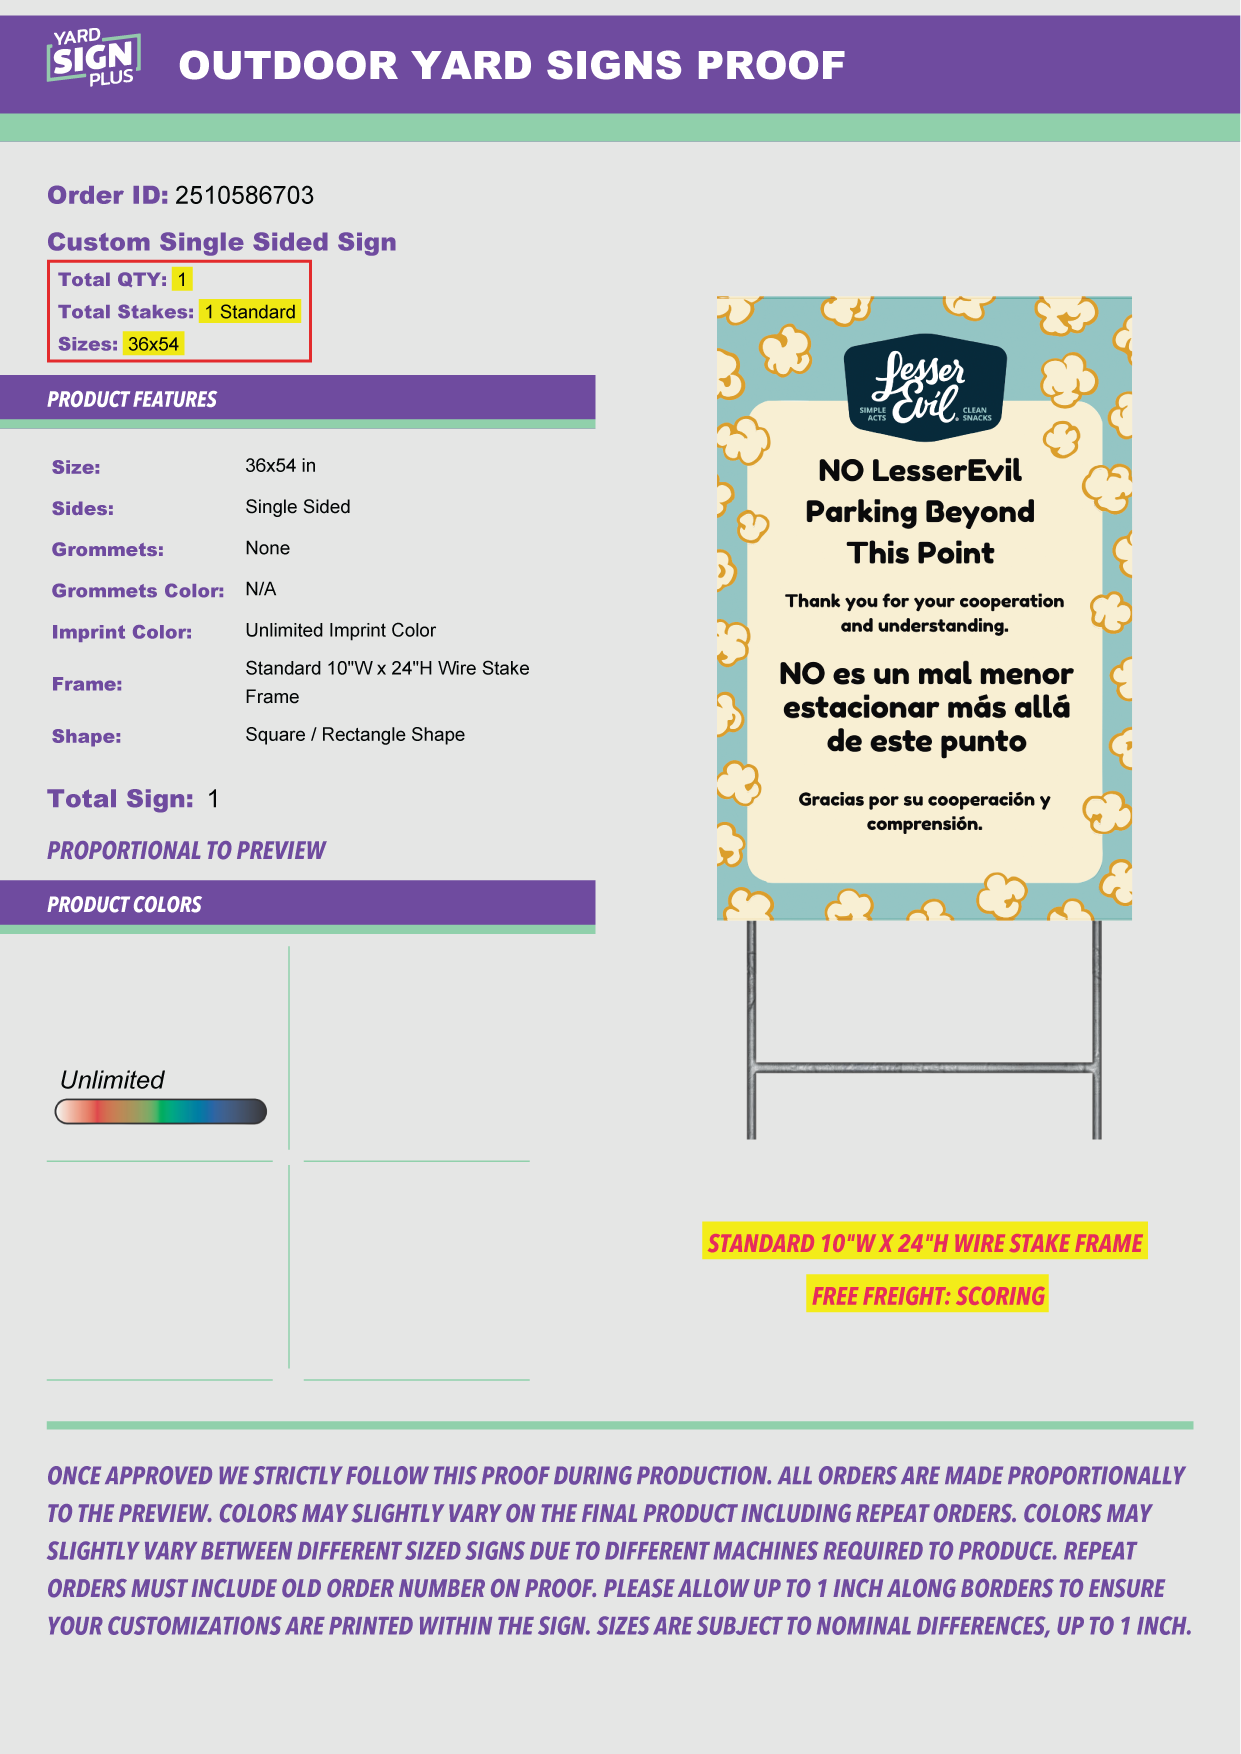 YARD
SIGN
PLUS
OUTDOOR YARD SIGNS PROOF
Order ID: 2510586703
Custom Single Sided Sign
Total QTY: 1
Total Stakes: 1 Standard
Sizes: 36x54
PRODUCT FEATURES
Size: 36x54 in
Sides: Single Sided
Grommets: None
Grommets Color: N/A
Imprint Color: Unlimited Imprint Color
Frame: Standard 10"W x 24"H Wire Stake
Frame
Shape: Square / Rectangle Shape
Total Sign: 1
PROPORTIONAL TO PREVIEW
PRODUCT COLORS
Unlimited
Lesser
Evil.
SIMPLE
ACTS
CLEAN
SNACKS
NO LesserEvil
Parking Beyond
This Point
Thank you for your cooperation
and understanding.
NO es un mal menor
estacionar más allá
de este punto
Gracias por su cooperación y
comprensión.
STANDARD 10"W X 24"H WIRE STAKE FRAME
FREE FREIGHT: SCORING
ONCE APPROVED WE STRICTLY FOLLOW THIS PROOF DURING PRODUCTION. ALL ORDERS ARE MADE PROPORTIONALLY
TO THE PREVIEW. COLORS MAY SLIGHTLY VARY ON THE FINAL PRODUCT INCLUDING REPEAT ORDERS. COLORS MAY
SLIGHTLY VARY BETWEEN DIFFERENT SIZED SIGNS DUE TO DIFFERENT MACHINES REQUIRED TO PRODUCE. REPEAT
ORDERS MUST INCLUDE OLD ORDER NUMBER ON PROOF. PLEASE ALLOW UP TO 1 INCH ALONG BORDERS TO ENSURE
YOUR CUSTOMIZATIONS ARE PRINTED WITHIN THE SIGN. SIZES ARE SUBJECT TO NOMINAL DIFFERENCES, UP TO 1 INCH.